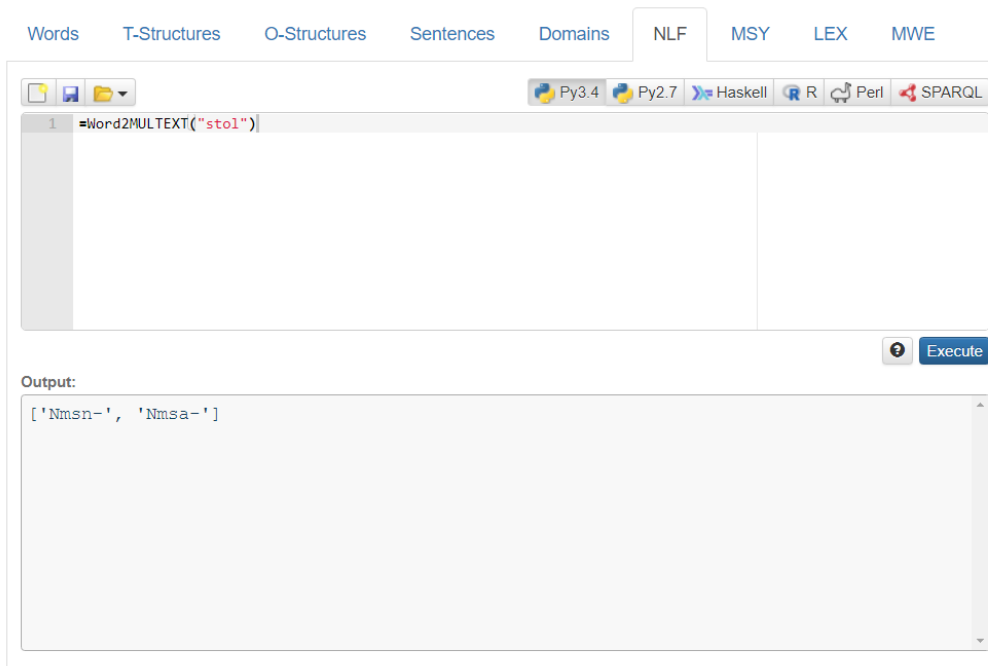 Words T-Structures O-Structures Sentences Domains NLF MSY LEX MWE
Py3.4 Py2.7 Haskell R Perl SPARQL
1 =Word2MULTEXT("stol")
? Execute
Output:
['Nmsn-', 'Nmsa-']